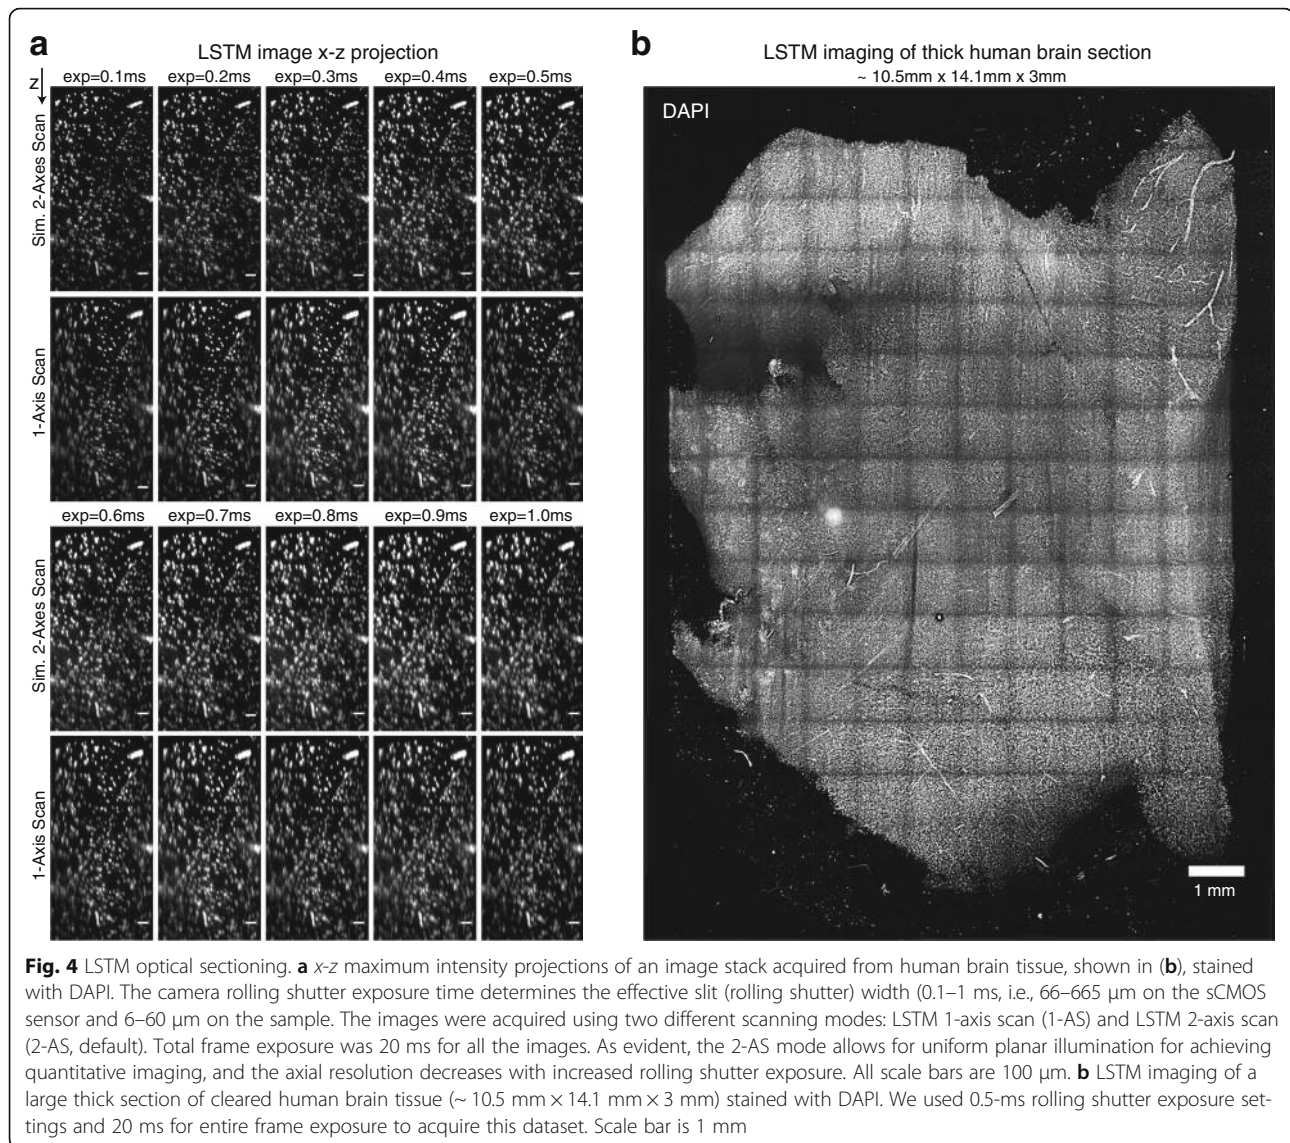 a
LSTM image x-z projection
z
exp=0.1ms exp=0.2ms exp=0.3ms exp=0.4ms exp=0.5ms
Sim. 2-Axes Scan
1-Axis Scan
exp=0.6ms exp=0.7ms exp=0.8ms exp=0.9ms exp=1.0ms
Sim. 2-Axes Scan
1-Axis Scan
b
LSTM imaging of thick human brain section
~ 10.5mm x 14.1mm x 3mm
DAPI
1 mm
Fig. 4 LSTM optical sectioning. a x-z maximum intensity projections of an image stack acquired from human brain tissue, shown in (b), stained
with DAPI. The camera rolling shutter exposure time determines the effective slit (rolling shutter) width (0.1–1 ms, i.e., 66–665 μm on the sCMOS
sensor and 6–60 μm on the sample. The images were acquired using two different scanning modes: LSTM 1-axis scan (1-AS) and LSTM 2-axis scan
(2-AS, default). Total frame exposure was 20 ms for all the images. As evident, the 2-AS mode allows for uniform planar illumination for achieving
quantitative imaging, and the axial resolution decreases with increased rolling shutter exposure. All scale bars are 100 μm. b LSTM imaging of a
large thick section of cleared human brain tissue (~ 10.5 mm × 14.1 mm × 3 mm) stained with DAPI. We used 0.5-ms rolling shutter exposure set-
tings and 20 ms for entire frame exposure to acquire this dataset. Scale bar is 1 mm